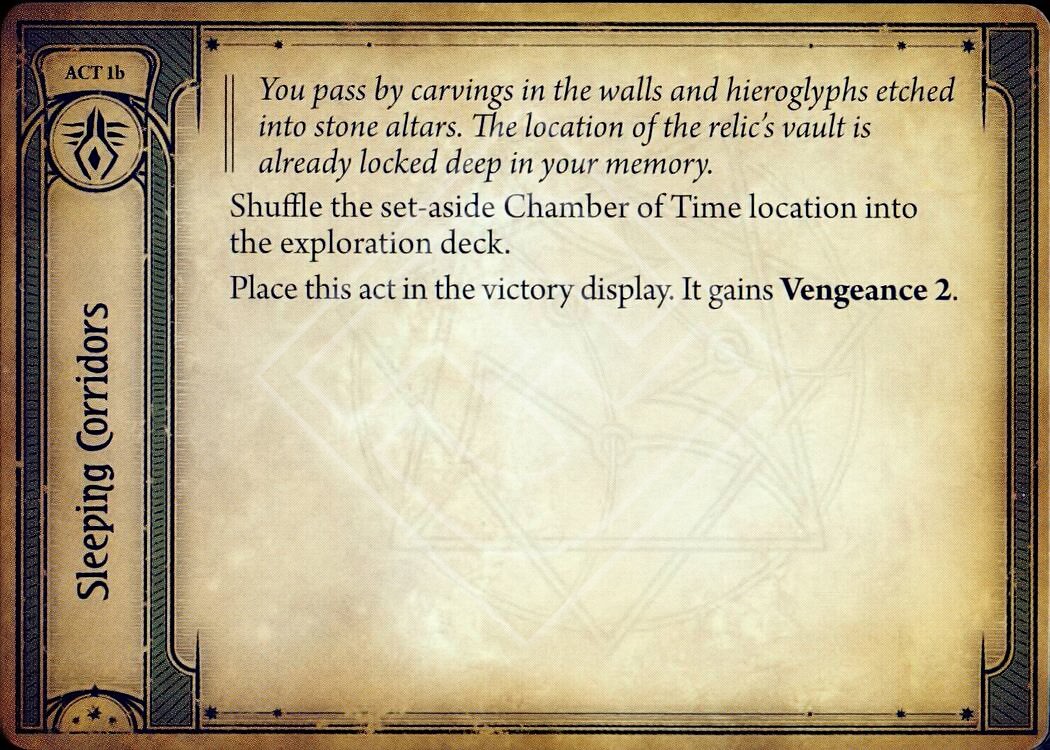 ACT 1b
Sleeping Corridors
You pass by carvings in the walls and hieroglyphs etched
into stone altars. The location of the relic's vault is
already locked deep in your memory.
Shuffle the set-aside Chamber of Time location into
the exploration deck.
Place this act in the victory display. It gains Vengeance 2.